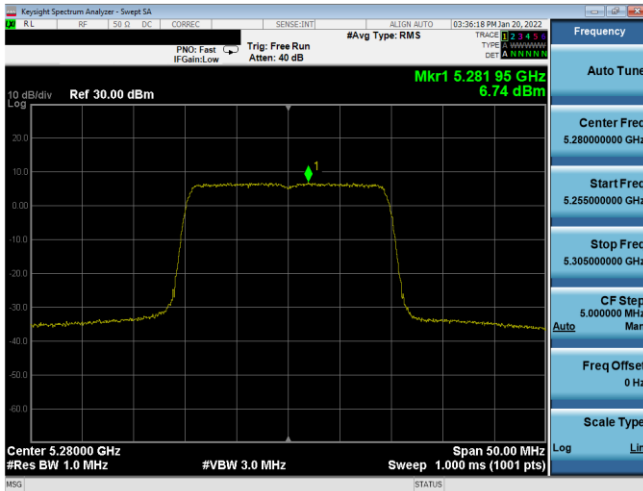 Keysight Spectrum Analyzer - Swept SA
RL RF 50 Ω DC CORREC SENSE:INT ALIGN AUTO 03:36:18 PM Jan 20, 2022
#Avg Type: RMS
TRACE 1 2 3 4 5 6
TYPE A WWWWW
DET A N N N N N
PNO: Fast
IFGain:Low
Trig: Free Run
Atten: 40 dB
Mkr1 5.281 95 GHz
6.74 dBm
10 dB/div Ref 30.00 dBm
Log
20.0
1
0.00
-10.0
-20.0
-30.0
-40.0
-50.0
-60.0
Center 5.28000 GHz
Span 50.00 MHz
#Res BW 1.0 MHz #VBW 3.0 MHz Sweep 1.000 ms (1001 pts)
MSG STATUS
Frequency
Auto Tune
Center Freq
5.280000000 GHz
Start Freq
5.255000000 GHz
Stop Freq
5.305000000 GHz
CF Step
5.000000 MHz
Auto Man
Freq Offset
0 Hz
Scale Type
Log Lin